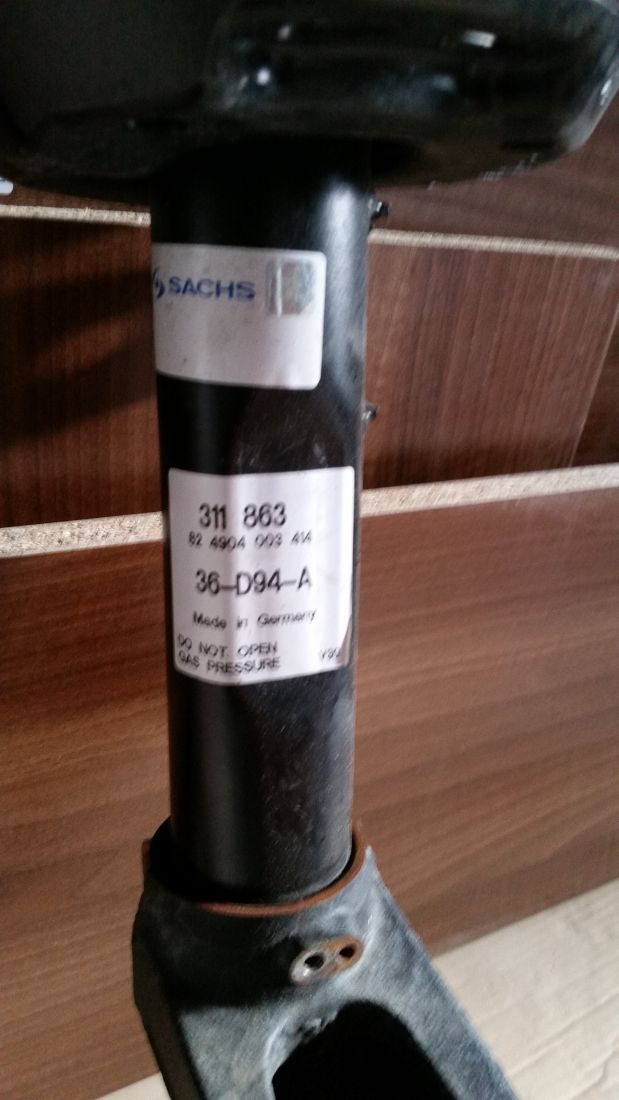 SACHS
311 863
82 4904 003 414
36-D94-A
Made in Germany
DO NOT OPEN
GAS PRESSURE